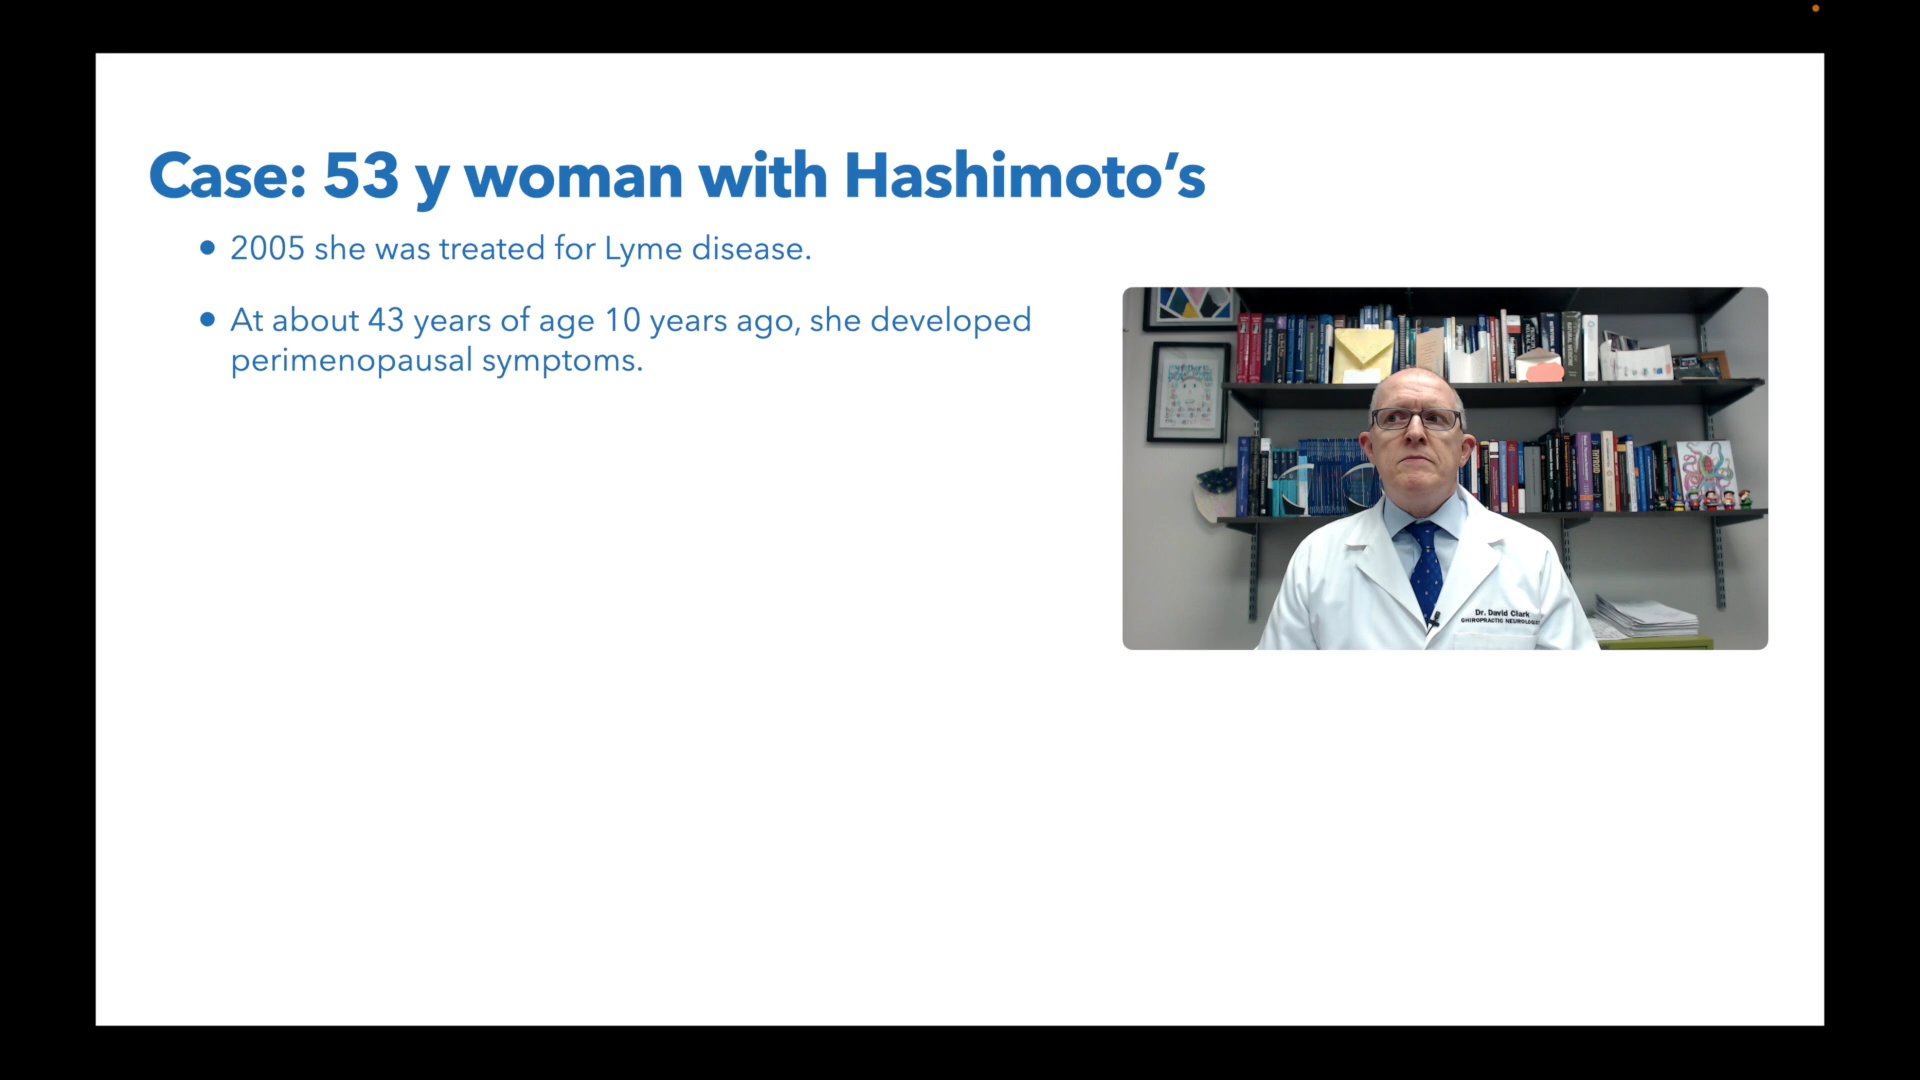 Case: 53 y woman with Hashimoto’s
• 2005 she was treated for Lyme disease.
• At about 43 years of age 10 years ago, she developed
perimenopausal symptoms.
THYROID
Dr. David Clark
CHIROPRACTIC NEUROLOGIST